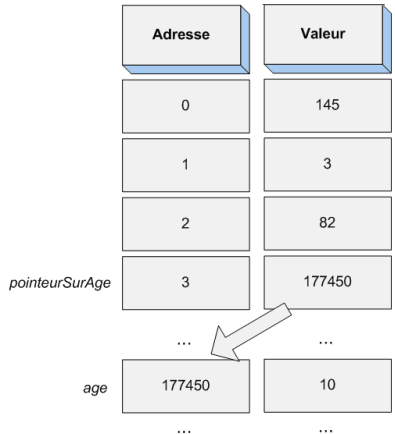 Adresse Valeur
0 145
1 3
2 82
pointeurSurAge 3 177450
... ...
age 177450 10
... ...